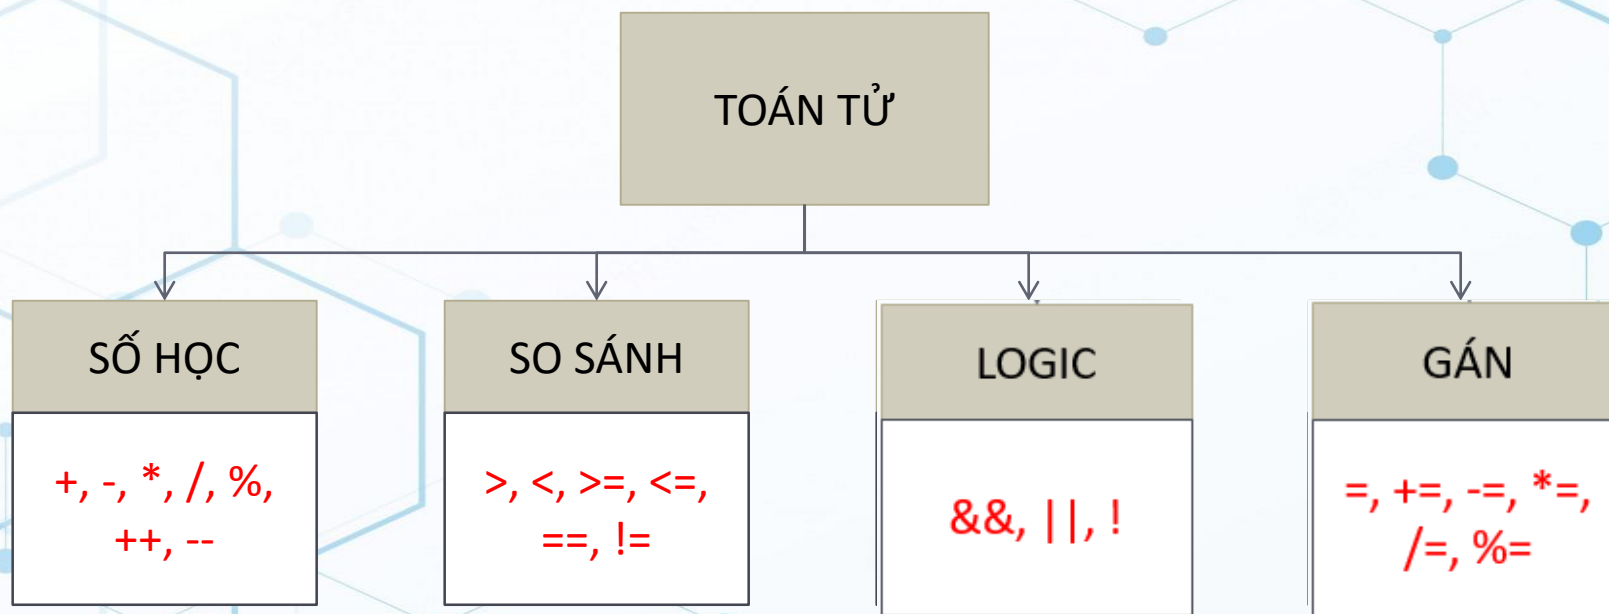 TOÁN TỬ
SỐ HỌC
+, -, *, /, %,
++, --
SO SÁNH
>, <, >=, <=,
==, !=
LOGIC
&&, ||, !
GÁN
=, +=, -=, *=,
/=, %=